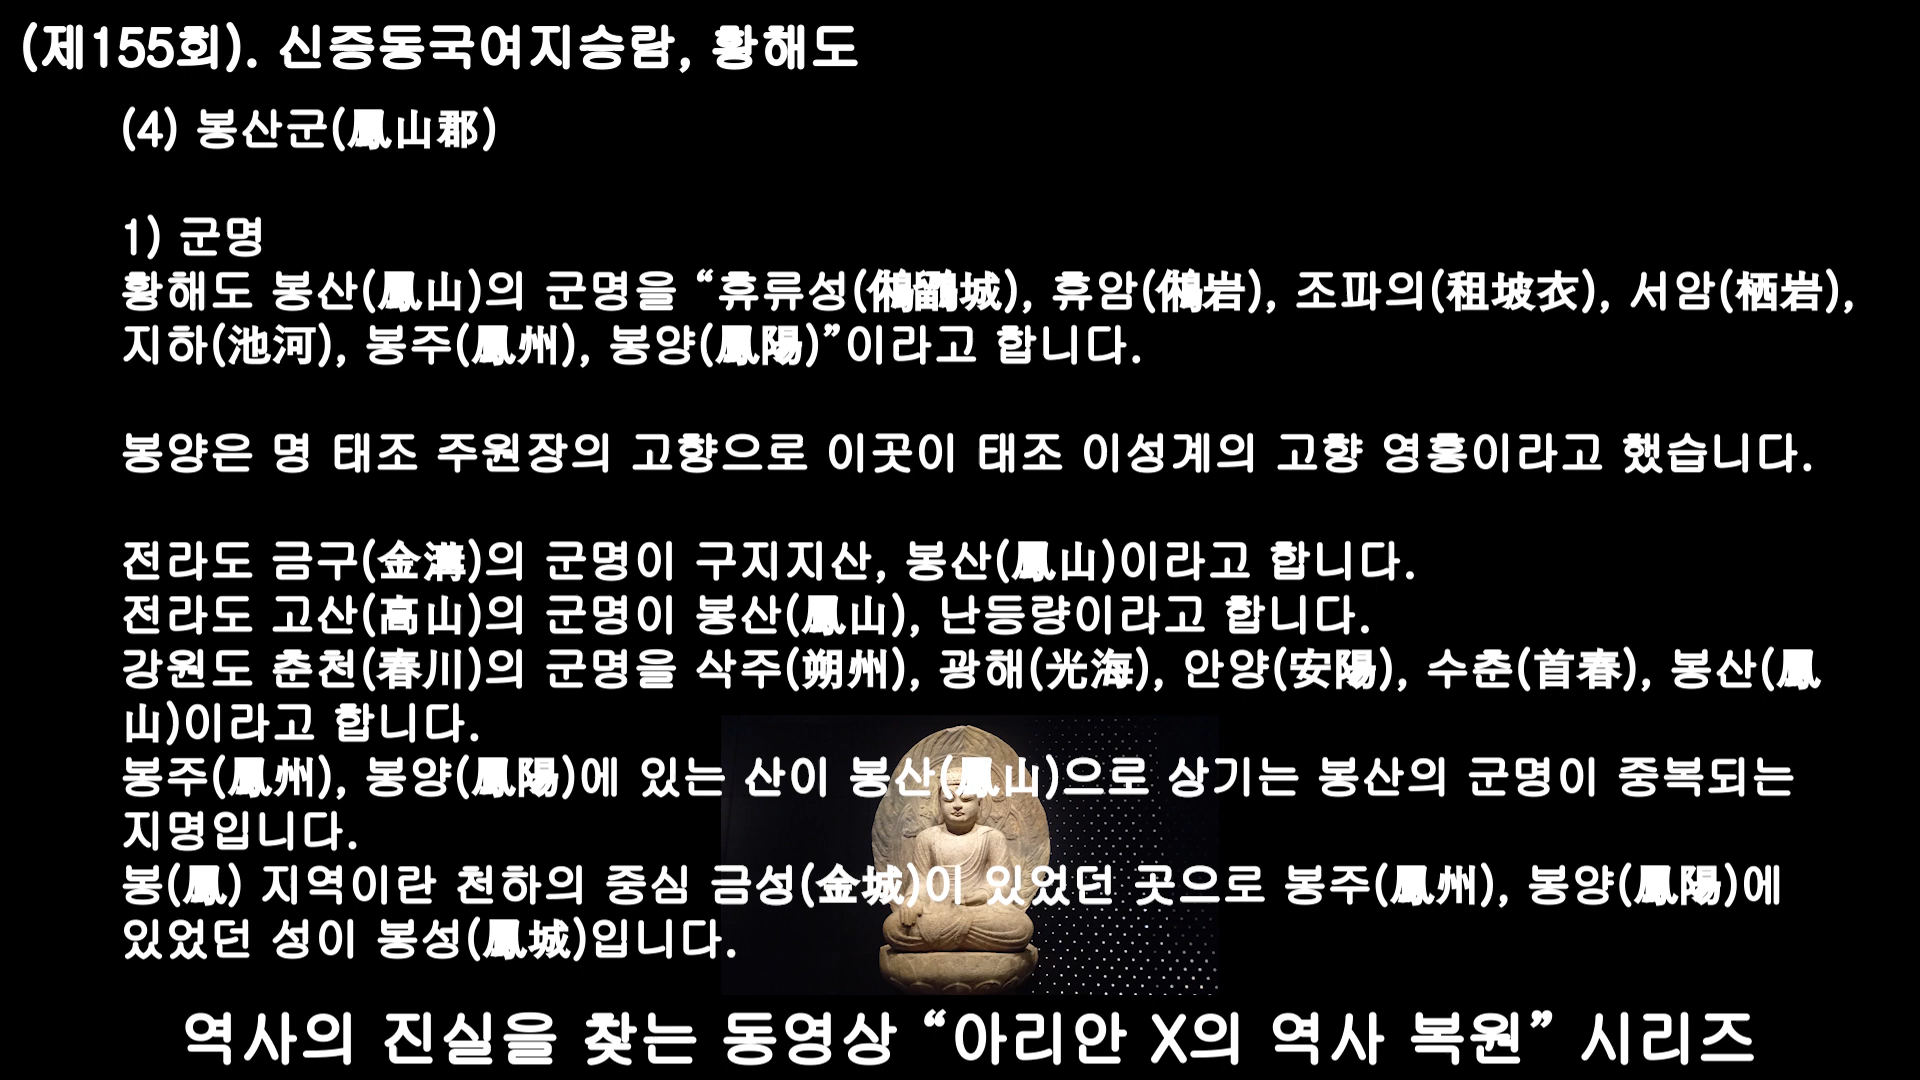 (제155회). 신증동국여지승람, 황해도
(4) 봉산군(鳳山郡)
1) 군명
황해도 봉산(鳳山)의 군명을 “휴류성(鵂鶹城), 휴암(鵂岩), 조파의(租坡衣), 서암(栖岩),
지하(池河), 봉주(鳳州), 봉양(鳳陽)”이라고 합니다.
봉양은 명 태조 주원장의 고향으로 이곳이 태조 이성계의 고향 영흥이라고 했습니다.
전라도 금구(金溝)의 군명이 구지지산, 봉산(鳳山)이라고 합니다.
전라도 고산(高山)의 군명이 봉산(鳳山), 난등량이라고 합니다.
강원도 춘천(春川)의 군명을 삭주(朔州), 광해(光海), 안양(安陽), 수춘(首春), 봉산(鳳
山)이라고 합니다.
봉주(鳳州), 봉양(鳳陽)에 있는 산이 봉산(鳳山)으로 상기는 봉산의 군명이 중복되는
지명입니다.
봉(鳳) 지역이란 천하의 중심 금성(金城)이 있었던 곳으로 봉주(鳳州), 봉양(鳳陽)에
있었던 성이 봉성(鳳城)입니다.
역사의 진실을 찾는 동영상 “아리안 X의 역사 복원” 시리즈